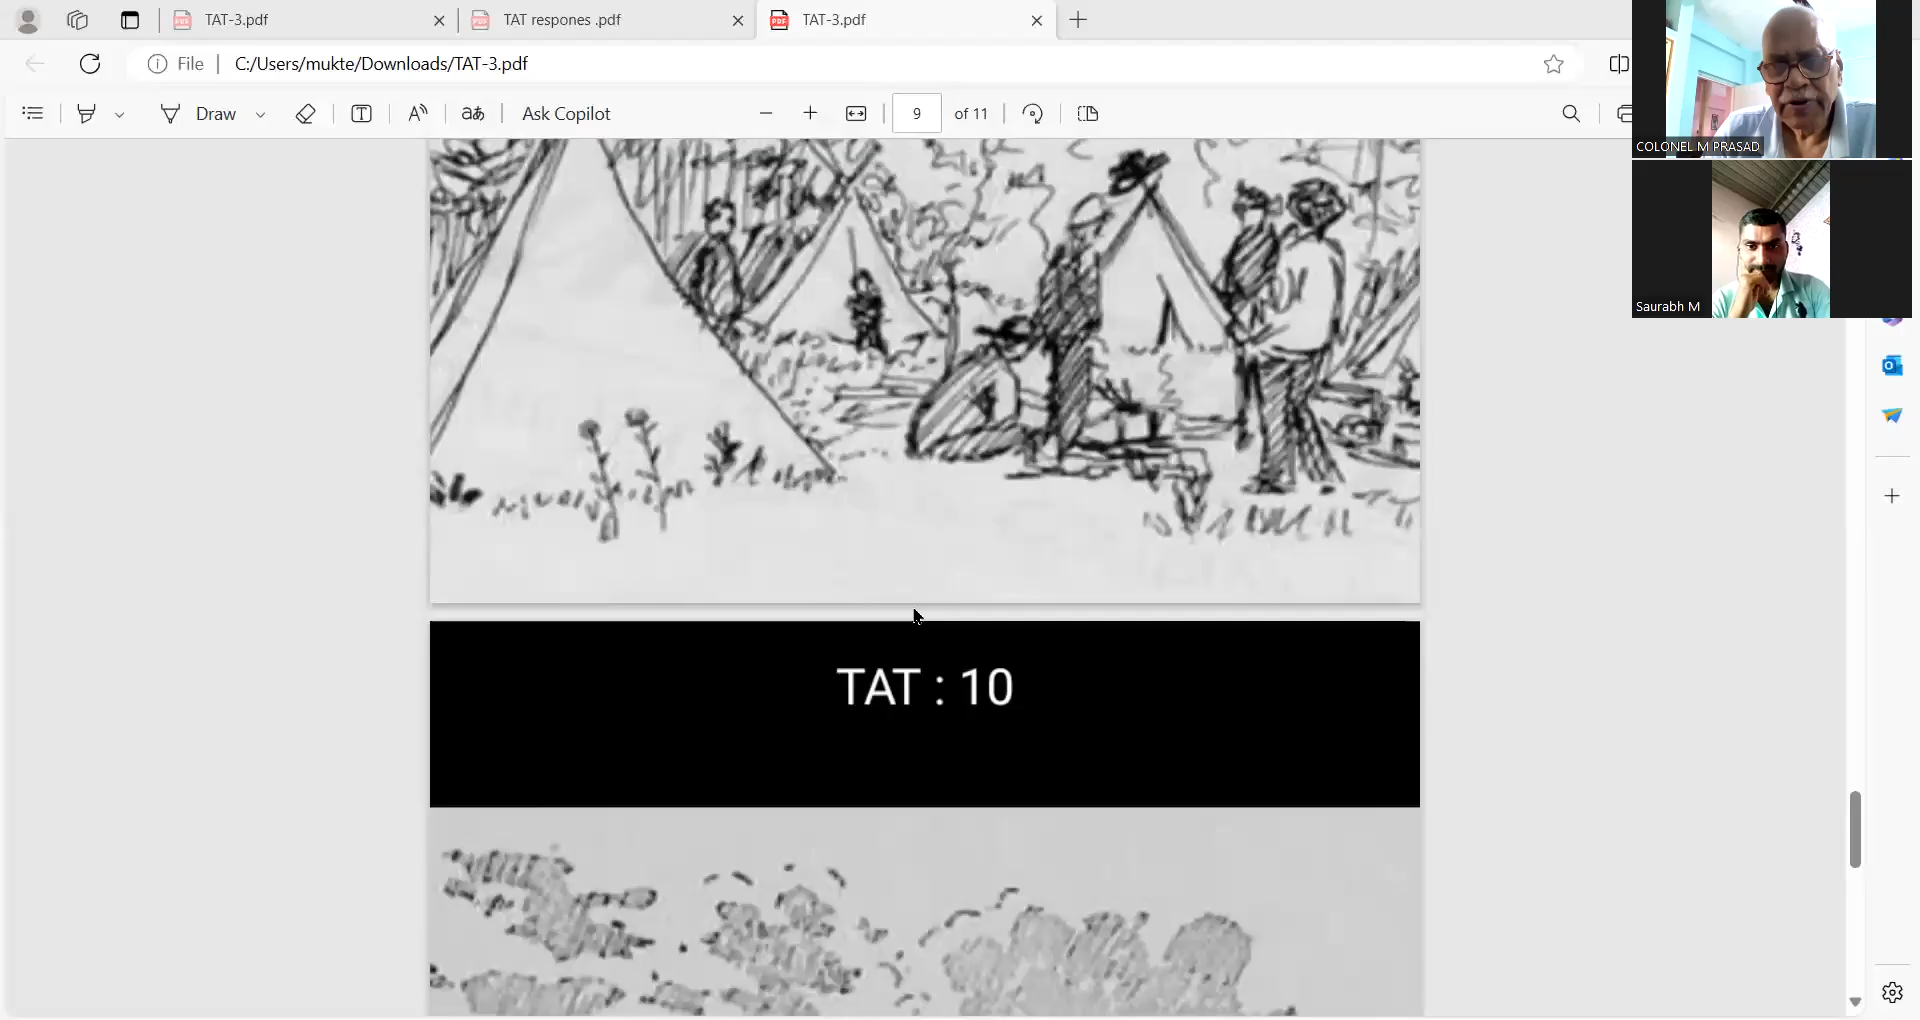 TAT-3.pdf
TAT respones .pdf
TAT-3.pdf
File
C:/Users/mukte/Downloads/TAT-3.pdf
Draw
Ask Copilot
9 of 11
COLONEL M PRASAD
Saurabh M
TAT : 10